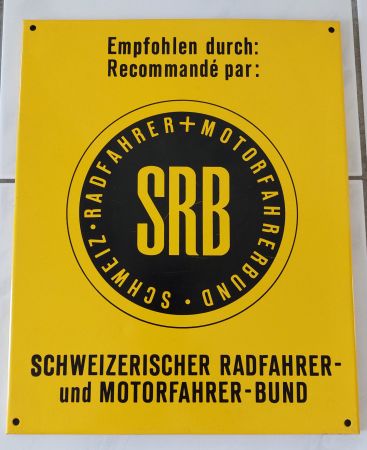 Empfohlen durch:
Recommandé par:
SCHWEIZ · RADFAHRER + MOTORFAHRERBUND ·
SRB
SCHWEIZERISCHER RADFAHRER-
und MOTORFAHRER-BUND